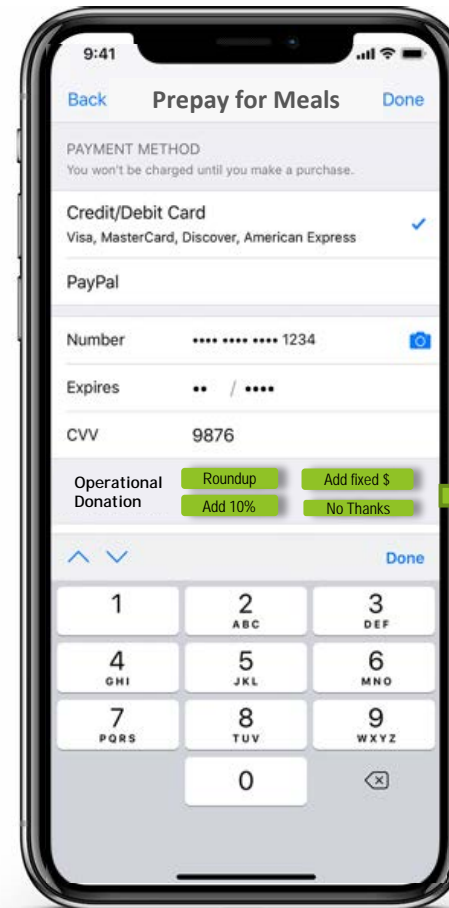 9:41
Back Prepay for Meals Done
PAYMENT METHOD
You won't be charged until you make a purchase.
Credit/Debit Card
Visa, MasterCard, Discover, American Express
PayPal
Number •••• •••• •••• 1234
Expires •• / ••••
CVV 9876
Operational Donation
Roundup Add fixed $
Add 10% No Thanks
Done
1 2 3
ABC DEF
4 5 6
GHI JKL MNO
7 8 9
PQRS TUV WXYZ
0